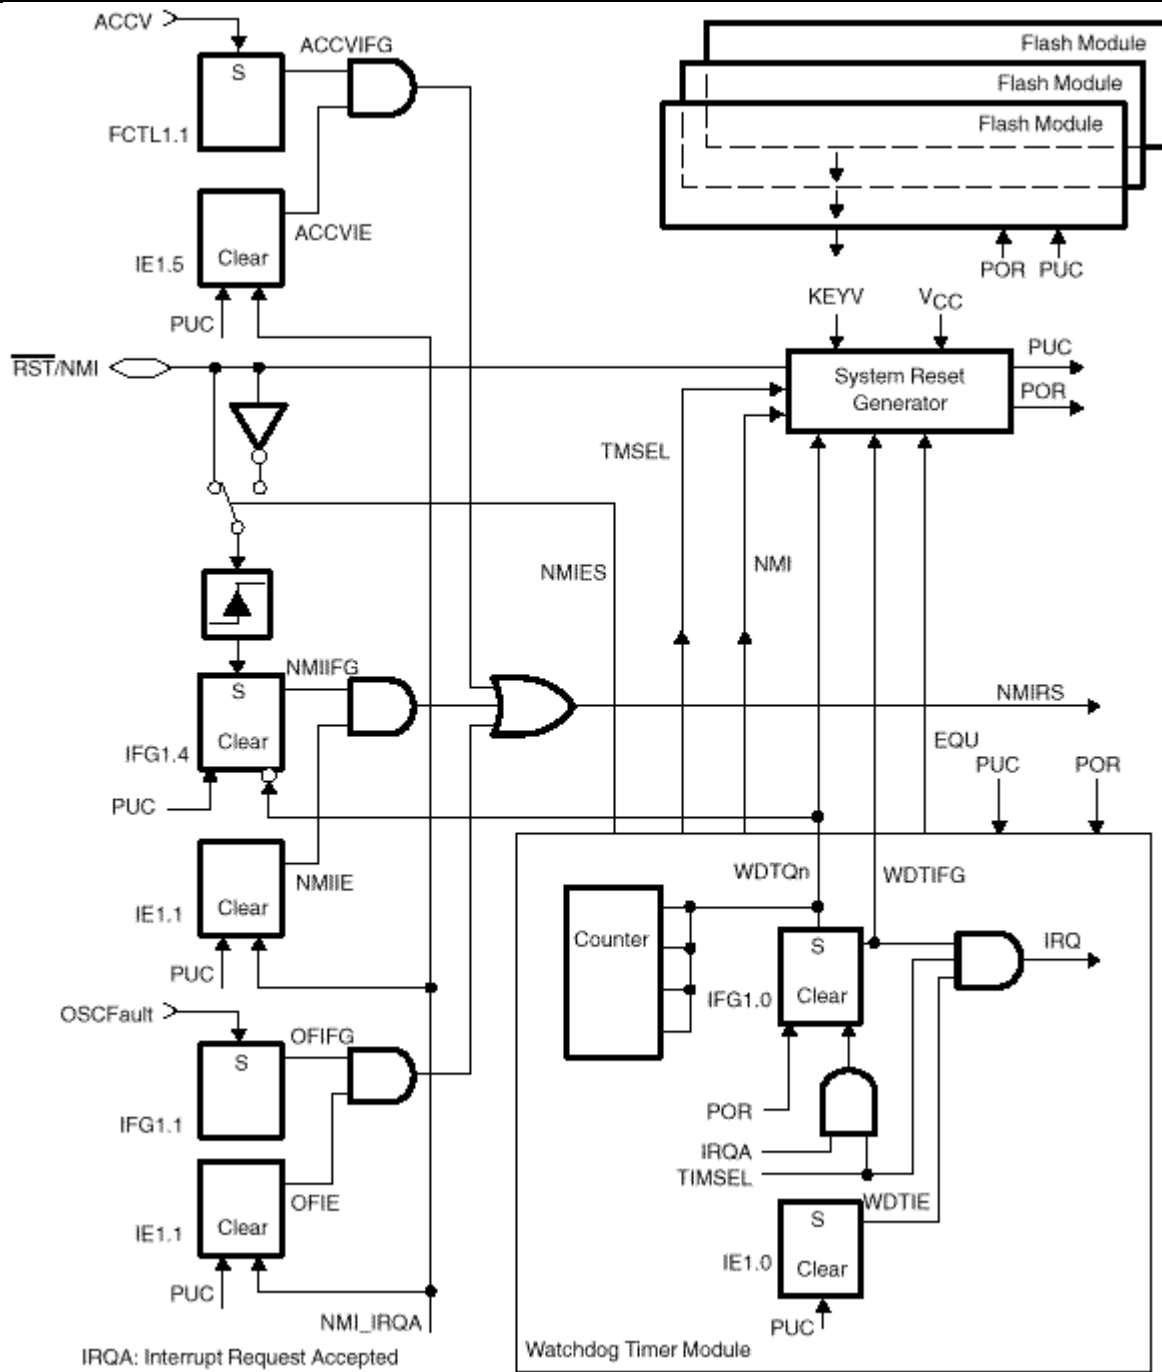 ACCV
ACCVIFG
S
FCTL1.1
ACCVIE
IE1.5
Clear
PUC
RST/NMI
Flash Module
Flash Module
Flash Module
POR PUC
KEYV
VCC
System Reset
Generator
PUC
POR
TMSEL
NMIES
NMI
NMIIFG
S
Clear
IFG1.4
PUC
NMIRS
EQU
PUC
POR
WDTQn
WDTIFG
NMIIE
IE1.1
Clear
PUC
Counter
S
IFG1.0
Clear
IRQ
OSCFault
OFIFG
S
IFG1.1
POR
IRQA
TIMSEL
OFIE
IE1.1
Clear
PUC
WDTIE
S
IE1.0
Clear
PUC
NMI_IRQA
IRQA: Interrupt Request Accepted
Watchdog Timer Module